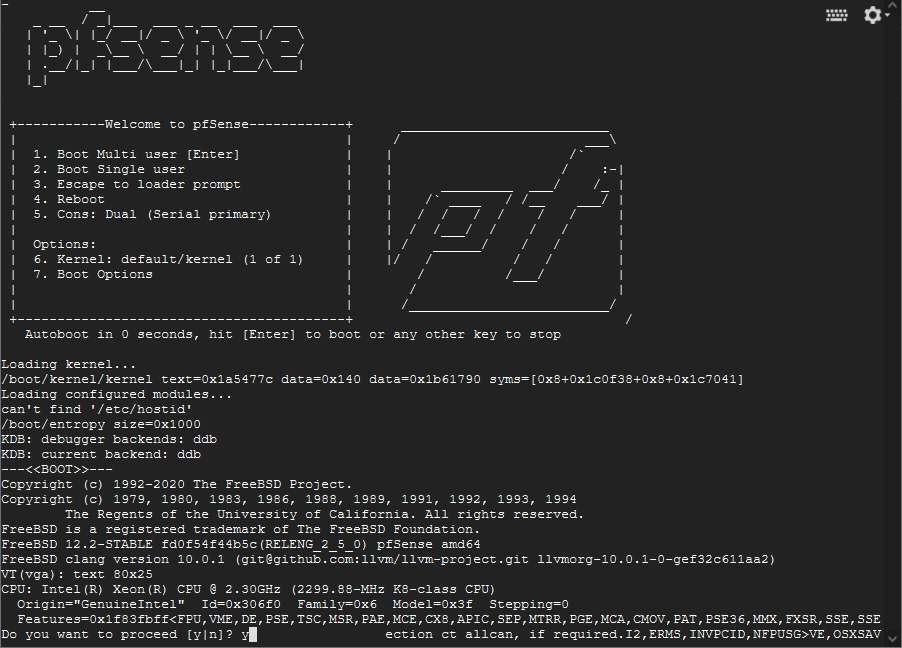 pfsense
+-----------Welcome to pfSense------------+
1. Boot Multi user [Enter]
2. Boot Single user
3. Escape to loader prompt
4. Reboot
5. Cons: Dual (Serial primary)
Options:
6. Kernel: default/kernel (1 of 1)
7. Boot Options
pf
Autoboot in 0 seconds, hit [Enter] to boot or any other key to stop
Loading kernel...
/boot/kernel/kernel text=0x1a5477c data=0x140 data=0x1b61790 syms=[0x8+0x1c0f38+0x8+0x1c7041]
Loading configured modules...
can't find '/etc/hostid'
/boot/entropy size=0x1000
KDB: debugger backends: ddb
KDB: current backend: ddb
---<<BOOT>>---
Copyright (c) 1992-2020 The FreeBSD Project.
Copyright (c) 1979, 1980, 1983, 1986, 1988, 1989, 1991, 1992, 1993, 1994
The Regents of the University of California. All rights reserved.
FreeBSD is a registered trademark of The FreeBSD Foundation.
FreeBSD 12.2-STABLE fd0f54f44b5c(RELENG_2_5_0) pfSense amd64
FreeBSD clang version 10.0.1 (git@github.com:llvm/llvm-project.git llvmorg-10.0.1-0-gef32c611aa2)
VT(vga): text 80x25
CPU: Intel(R) Xeon(R) CPU @ 2.30GHz (2299.88-MHz K8-class CPU)
Origin="GenuineIntel" Id=0x306f0 Family=0x6 Model=0x3f Stepping=0
Features=0x1f83fbff<FPU,VME,DE,PSE,TSC,MSR,PAE,MCE,CX8,APIC,SEP,MTRR,PGE,MCA,CMOV,PAT,PSE36,MMX,FXSR,SSE,SSE
Do you want to proceed [y|n]? y ection ct allcan, if required.I2,ERMS,INVPCID,NFPUSG>VE,OSXSAV